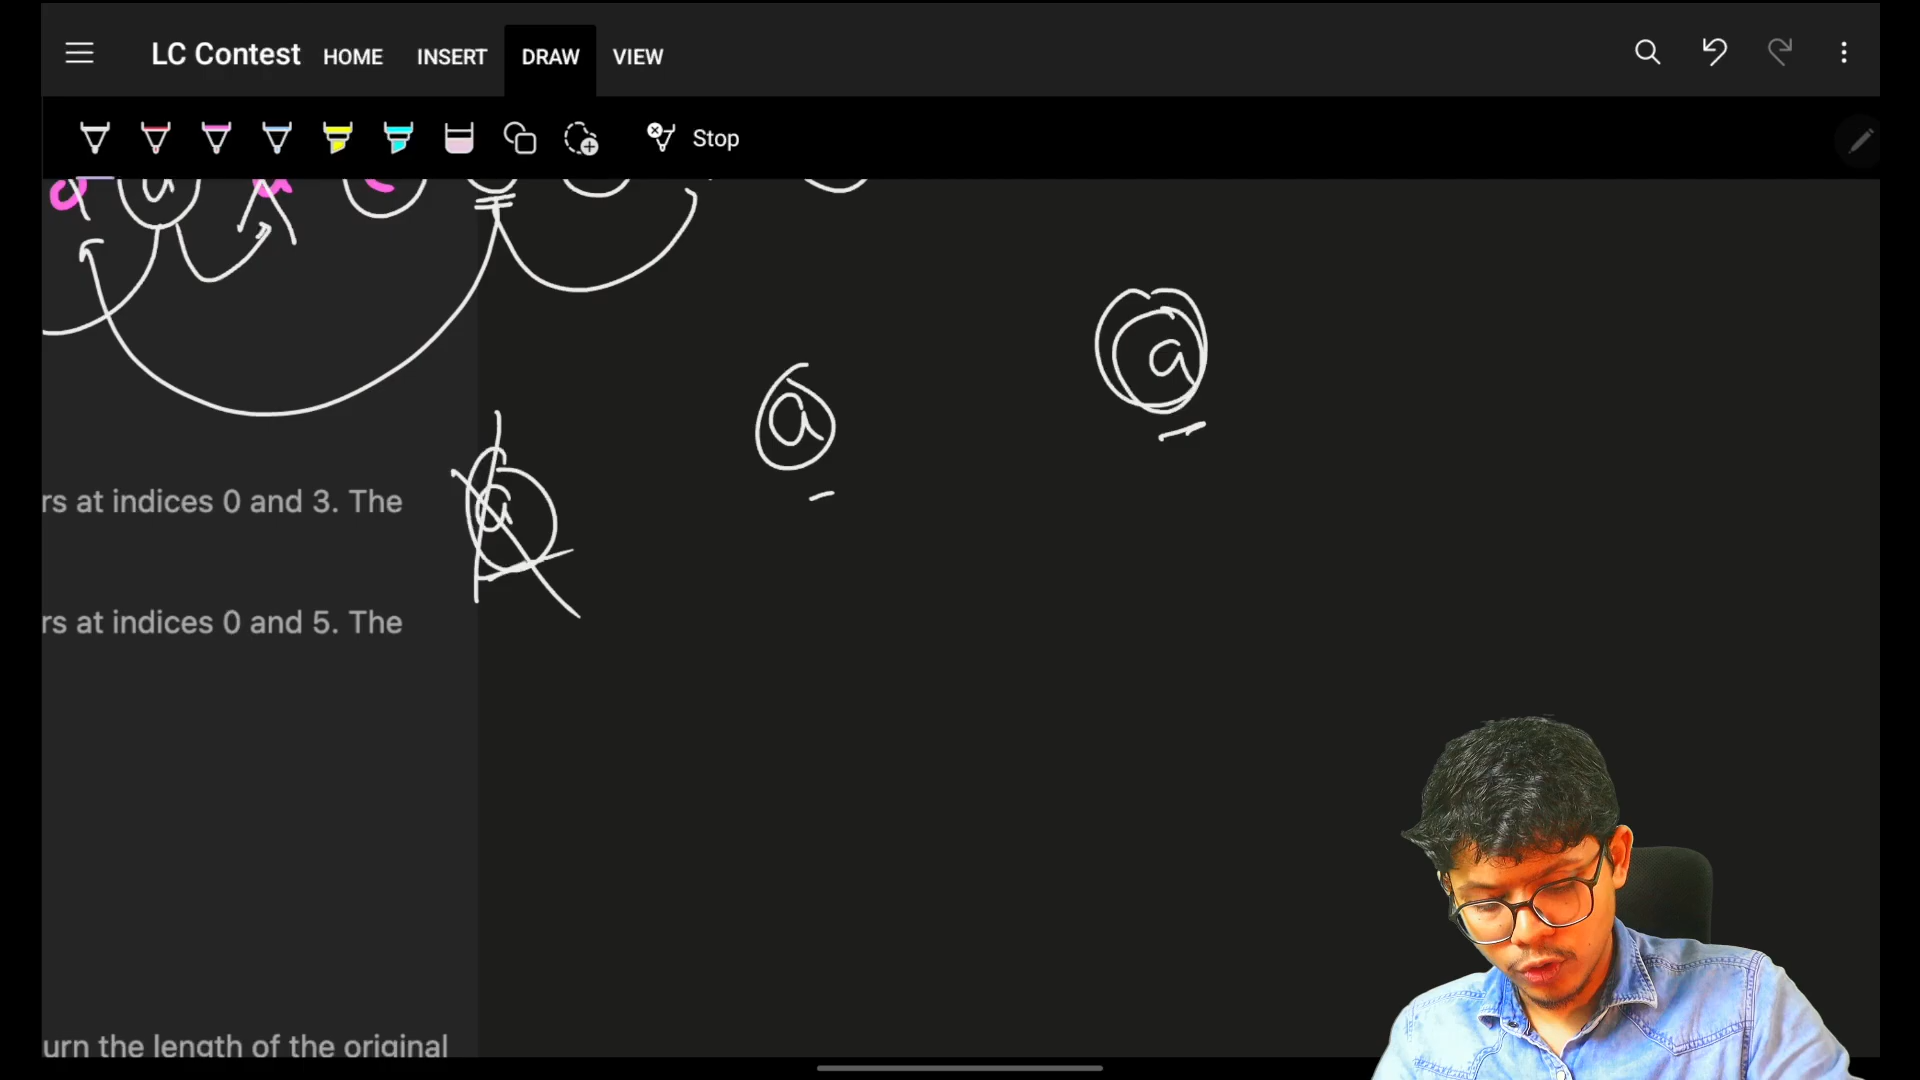 LC Contest HOME INSERT DRAW VIEW
Stop
a
a
a
rs at indices 0 and 3. The
a
rs at indices 0 and 5. The
urn the length of the original